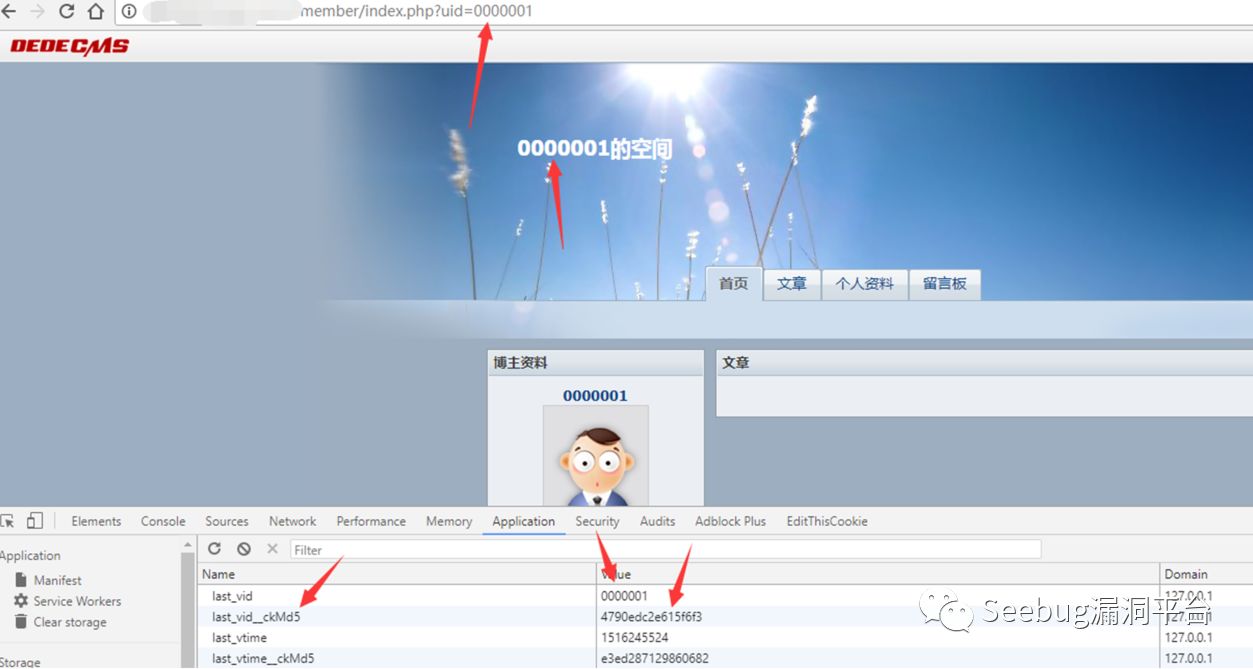 member/index.php?uid=0000001
DEDECMS
0000001的空间
首页 文章 个人资料 留言板
博主资料 文章
0000001
Elements Console Sources Network Performance Memory Application Security Audits Adblock Plus EditThisCookie
Application Filter
Name Value Domain
Manifest
last_vid 0000001 127.0.0.1
Service Workers
last_vid__ckMd5 4790edc2e615f6f3 127.0.0.1
Clear storage
last_vtime 1516245524 127.0.0.1
last_vtime__ckMd5 e3ed287129860682 127.0.0.1
Storage
Seebug漏洞平台